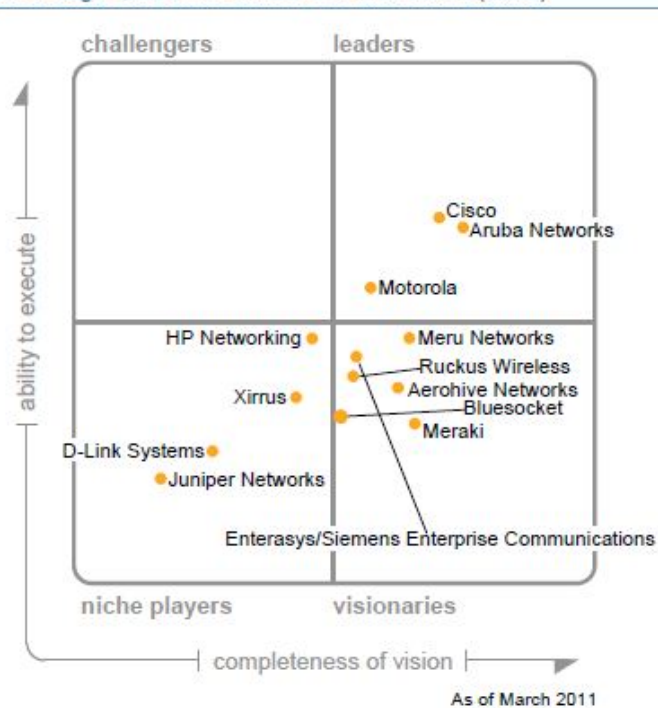 challengers
leaders
Cisco
Aruba Networks
Motorola
HP Networking
Meru Networks
Ruckus Wireless
Xirrus
Aerohive Networks
Bluesocket
Meraki
D-Link Systems
Juniper Networks
Enterasys/Siemens Enterprise Communications
niche players
visionaries
ability to execute
completeness of vision
As of March 2011